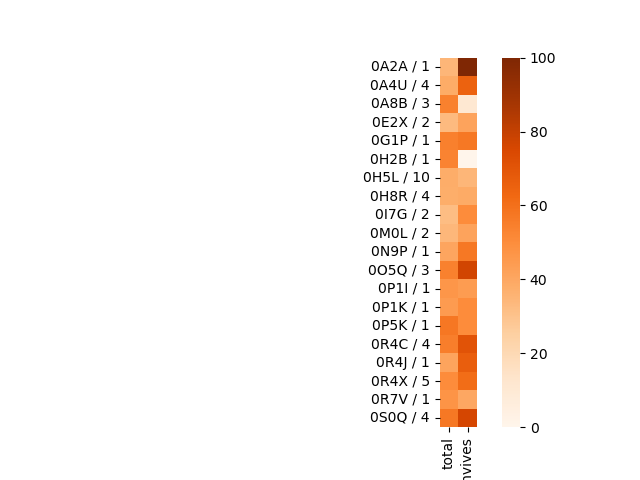 0A2A / 1
0A4U / 4
0A8B / 3
0E2X / 2
0G1P / 1
0H2B / 1
0H5L / 10
0H8R / 4
0I7G / 2
0M0L / 2
0N9P / 1
0O5Q / 3
0P1I / 1
0P1K / 1
0P5K / 1
0R4C / 4
0R4J / 1
0R4X / 5
0R7V / 1
0S0Q / 4
total
100
80
60
40
20
0